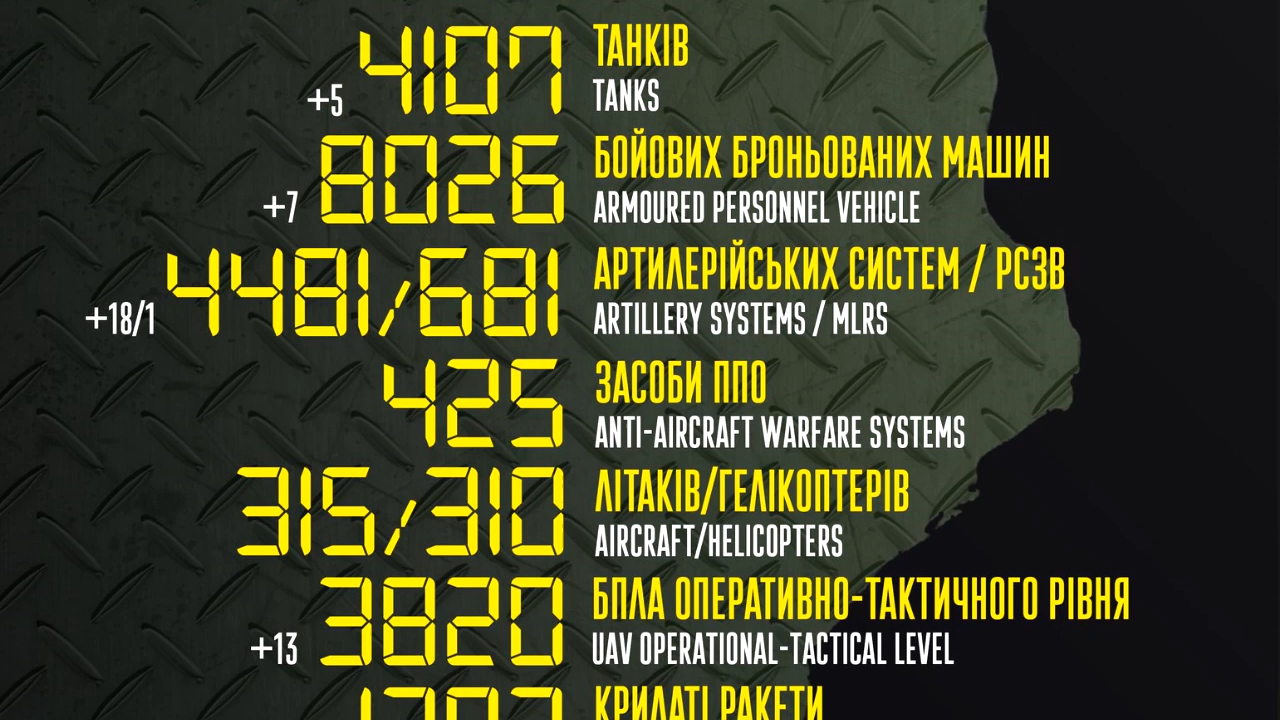 +5 4107 ТАНКІВ
TANKS
+7 8026 БОЙОВИХ БРОНЬОВАНИХ МАШИН
ARMOURED PERSONNEL VEHICLE
+18/1 4481/681 АРТИЛЕРІЙСЬКИХ СИСТЕМ / РСЗВ
ARTILLERY SYSTEMS / MLRS
425 ЗАСОБИ ППО
ANTI-AIRCRAFT WARFARE SYSTEMS
315/310 ЛІТАКІВ/ГЕЛІКОПТЕРІВ
AIRCRAFT/HELICOPTERS
+13 3820 БПЛА ОПЕРАТИВНО-ТАКТИЧНОГО РІВНЯ
UAV OPERATIONAL-TACTICAL LEVEL
КРИЛАТІ РАКЕТИ